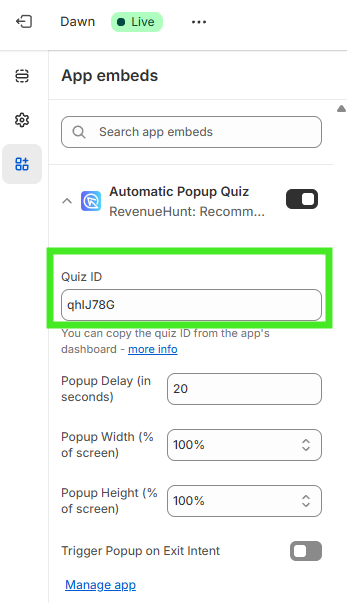 Dawn
Live
App embeds
Search app embeds
Automatic Popup Quiz
RevenueHunt: Recomm...
Quiz ID
qhlJ78G
You can copy the quiz ID from the app's
dashboard - more info
Popup Delay (in
seconds)
20
Popup Width (%
of screen)
100%
Popup Height (%
of screen)
100%
Trigger Popup on Exit Intent
Manage app